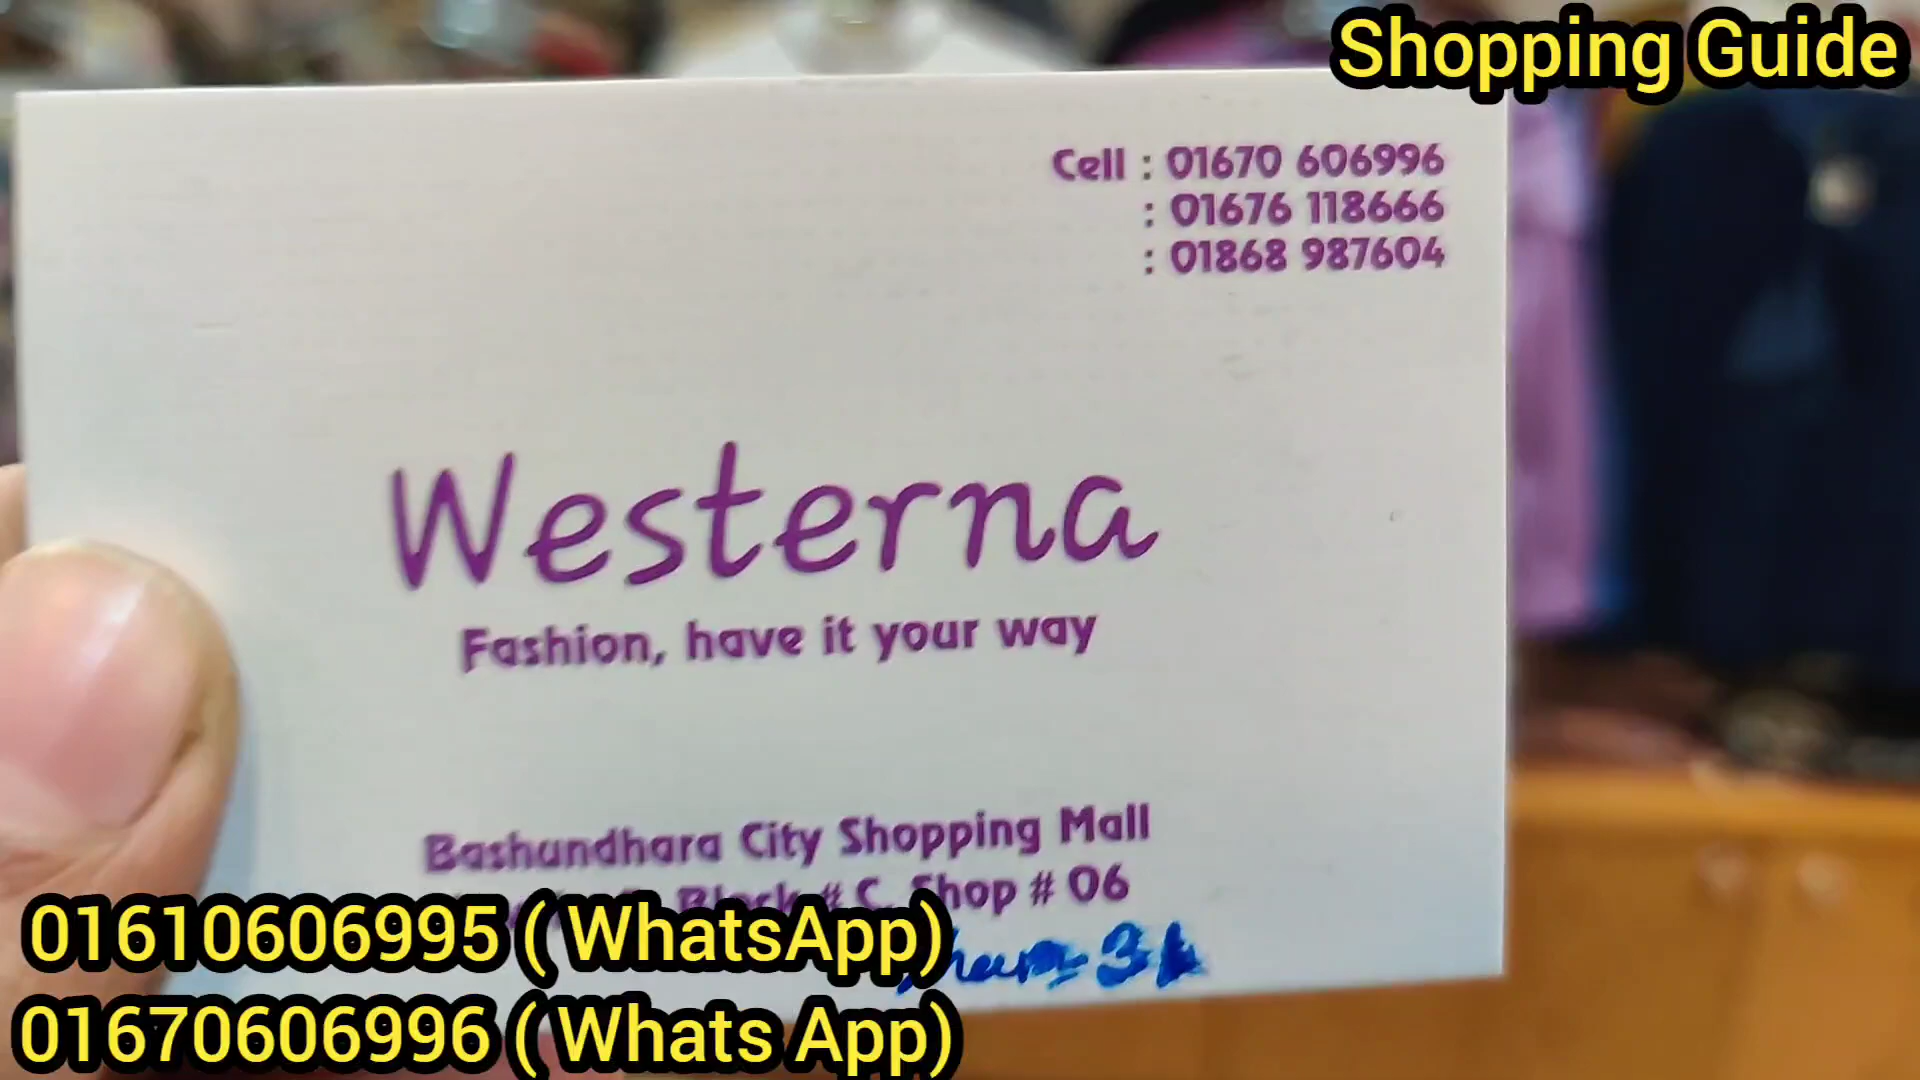 Shopping Guide
Cell : 01670 606996
: 01676 118666
: 01868 987604
Westerna
Fashion, have it your way
Bashundhara City Shopping Mall
Block # C, Shop # 06
01610606995 ( WhatsApp)
01670606996 ( Whats App)